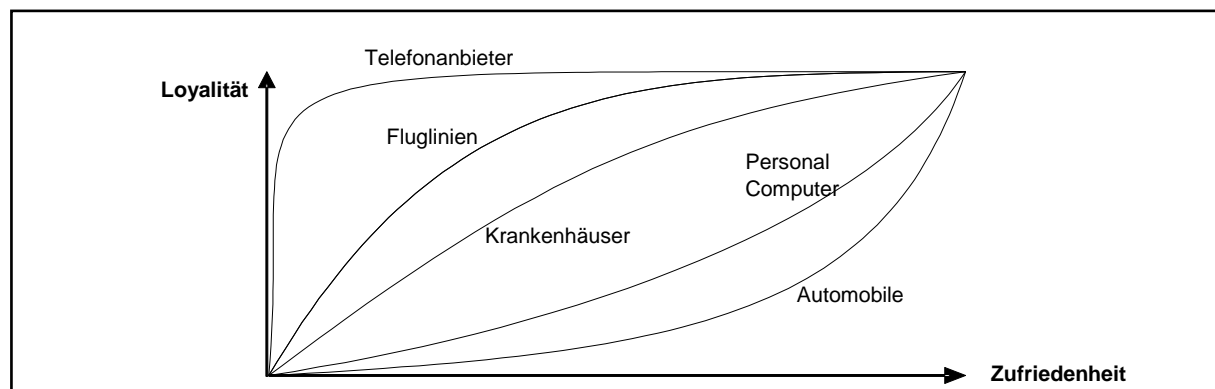 Telefonanbieter
Loyalität
Fluglinien
Personal
Computer
Krankenhäuser
Automobile
Zufriedenheit